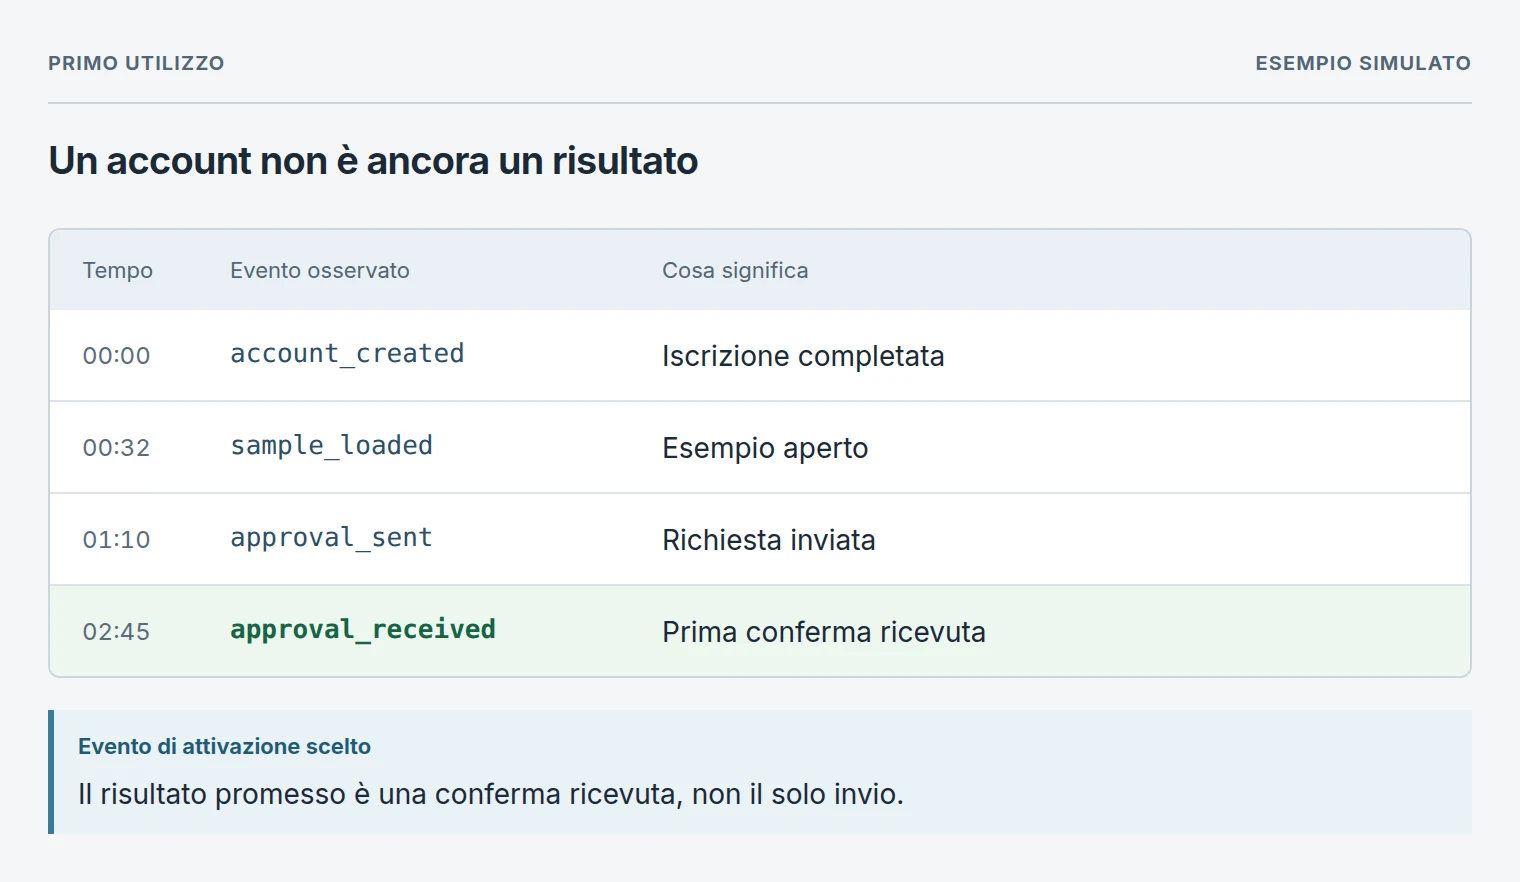 PRIMO UTILIZZO
ESEMPIO SIMULATO
Un account non è ancora un risultato
Tempo Evento osservato Cosa significa
00:00 account_created Iscrizione completata
00:32 sample_loaded Esempio aperto
01:10 approval_sent Richiesta inviata
02:45 approval_received Prima conferma ricevuta
Evento di attivazione scelto
Il risultato promesso è una conferma ricevuta, non il solo invio.